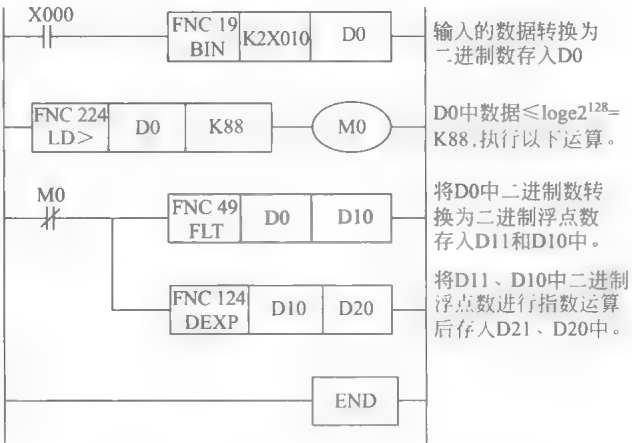 X000
FNC 19
BIN
K2X010
D0
输入的数据转换为
二进制数存入D0
FNC 224
LD>
D0
K88
M0
D0中数据≤loge2¹²⁸=
K88,执行以下运算。
M0
FNC 49
FLT
D0
D10
将D0中二进制数转
换为二进制浮点数
存入D11和D10中。
FNC 124
DEXP
D10
D20
将D11、D10中二进制
浮点数进行指数运算
后存入D21、D20中。
END